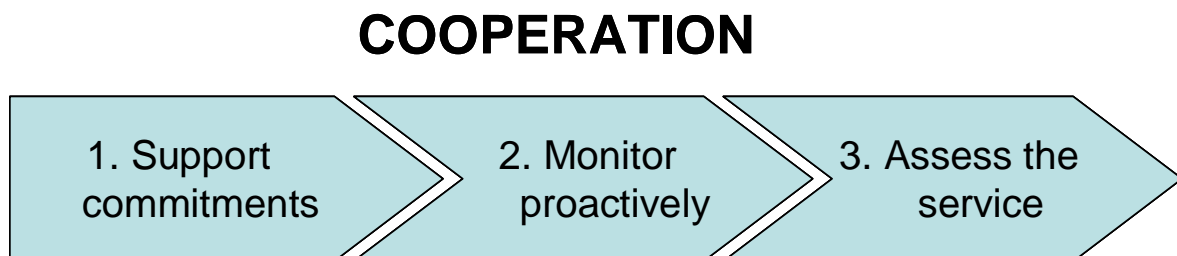 COOPERATION
1. Support
commitments
2. Monitor
proactively
3. Assess the
service